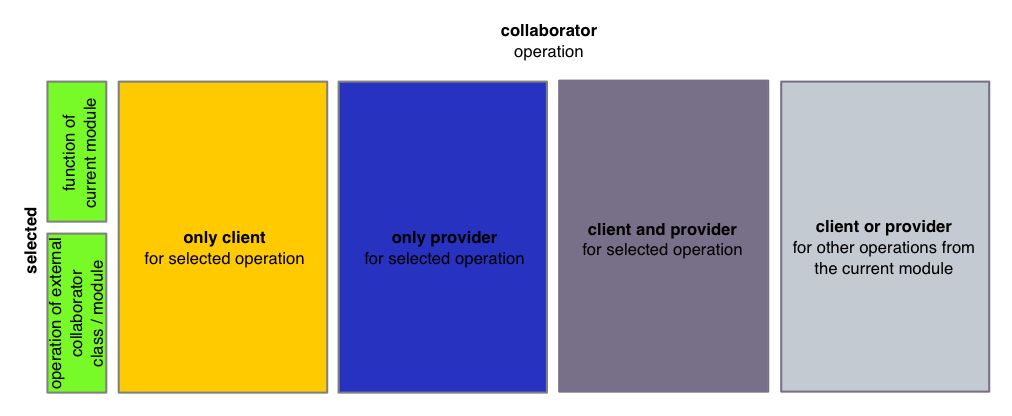 collaborator
operation
selected
function of
current module
operation of external
collaborator
class / module
only client
for selected operation
only provider
for selected operation
client and provider
for selected operation
client or provider
for other operations from
the current module